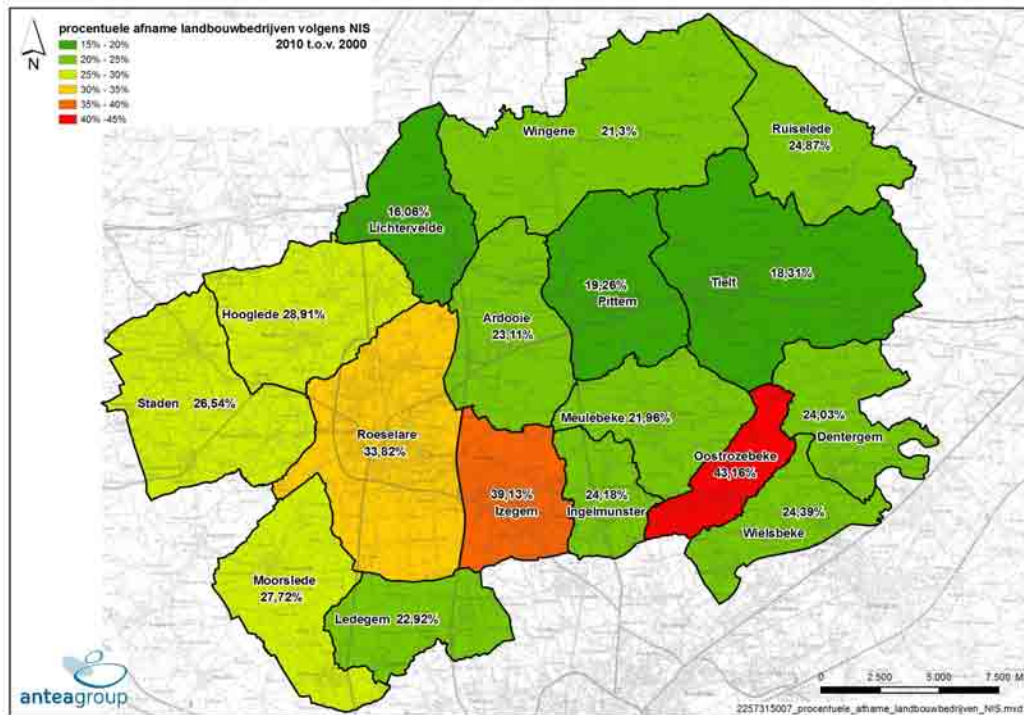 procentuele afname landbouwbedrijven volgens NIS
2010 t.o.v. 2000
15% - 20%
20% - 25%
25% - 30%
30% - 35%
35% - 40%
40% -45%
N
Wingene 21,3%
Ruiselede
24,87%
16,06%
Lichtervelde
19,26%
Pittem
Tielt 18,31%
Hooglede 28,91%
Ardooie
23,11%
Staden 26,54%
Meulebeke 21,96%
24,03%
Dentergem
Roeselare
33,82%
Oostrozebeke
43,16%
39,13%
Izegem
24,18%
Ingelmunster
24,39%
Wielsbeke
Moorslede
27,72%
Ledegem 22,92%
anteagroup
0 2.500 5.000 7.500 M
2257315007_procentuele_afname_landbouwbedrijven_NIS.mxd